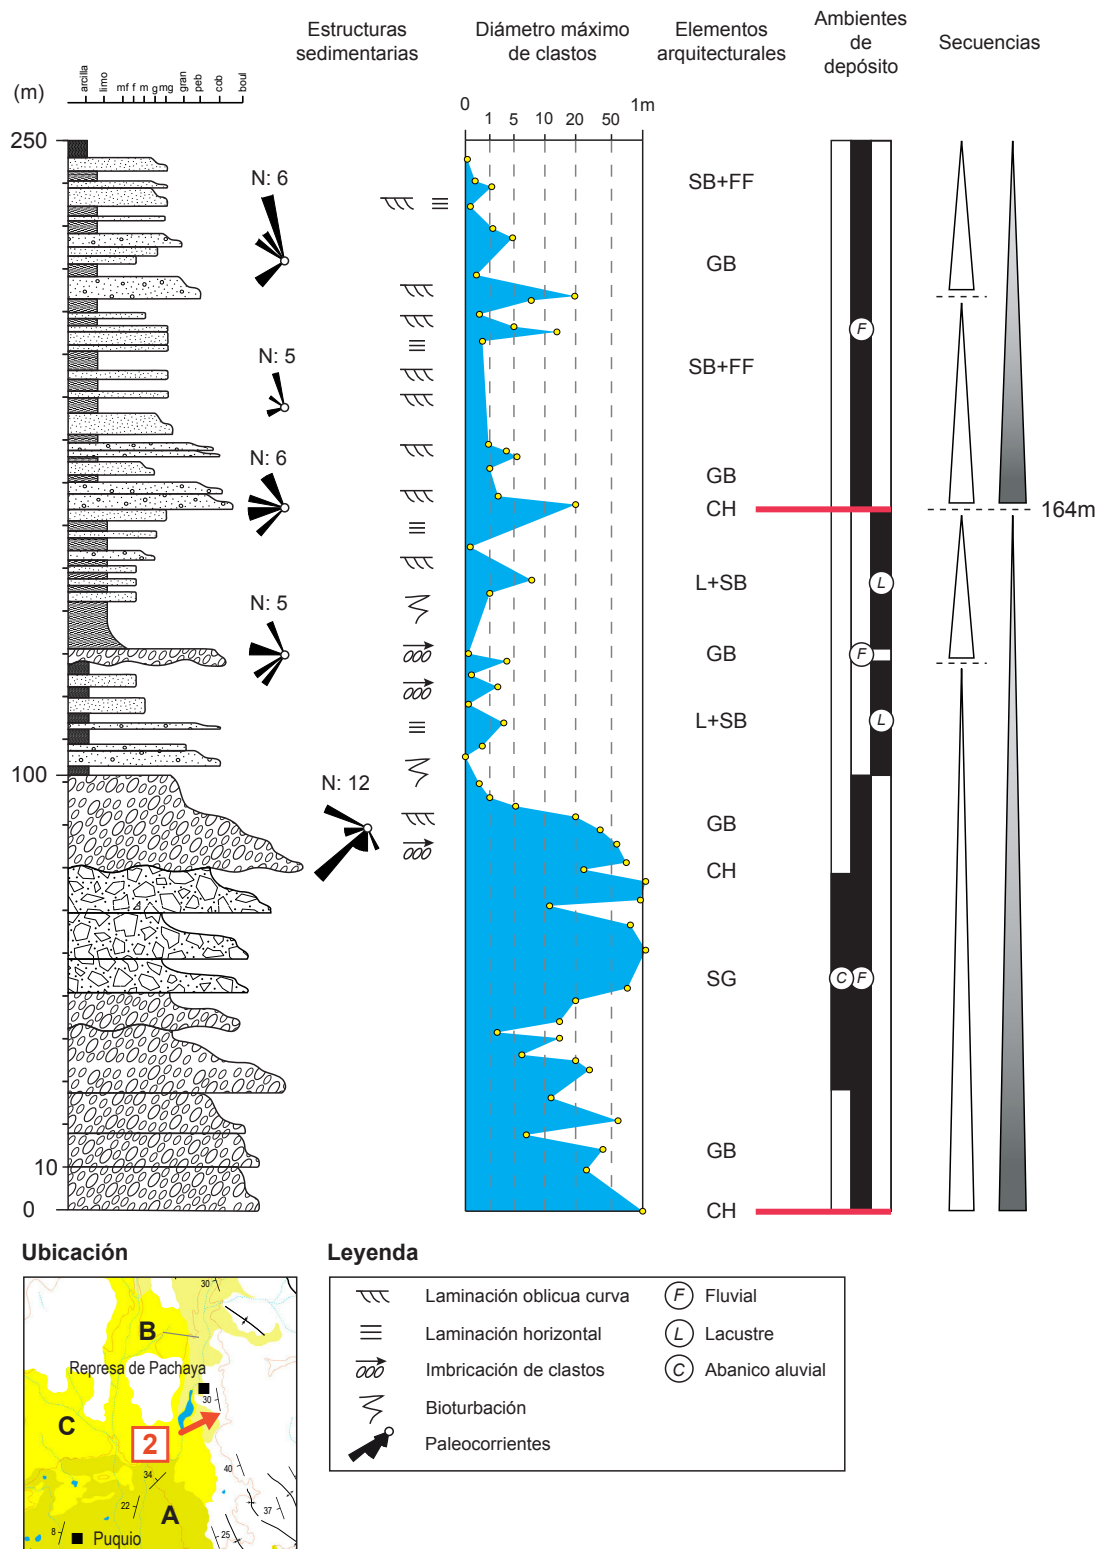 Estructuras
sedimentarias
Diámetro máximo
de clastos
Elementos
arquitecturales
Ambientes
de
depósito
Secuencias
(m)
arcilla
limo
mf
f
m
g
mg
gran
peb
cob
boul
0
1
5
10
20
50
1m
250
N: 6
SB+FF
GB
F
N: 5
SB+FF
N: 6
GB
CH
164m
L+SB
L
N: 5
GB
F
L+SB
L
100
N: 12
GB
CH
SG
C
F
GB
10
0
CH
Ubicación
30
B
Represa de Pachaya
30
C
2
34
40
22
A
37
8
Puquio
25
Leyenda
Laminación oblicua curva
F Fluvial
Laminación horizontal
L Lacustre
Imbricación de clastos
C Abanico aluvial
Bioturbación
Paleocorrientes